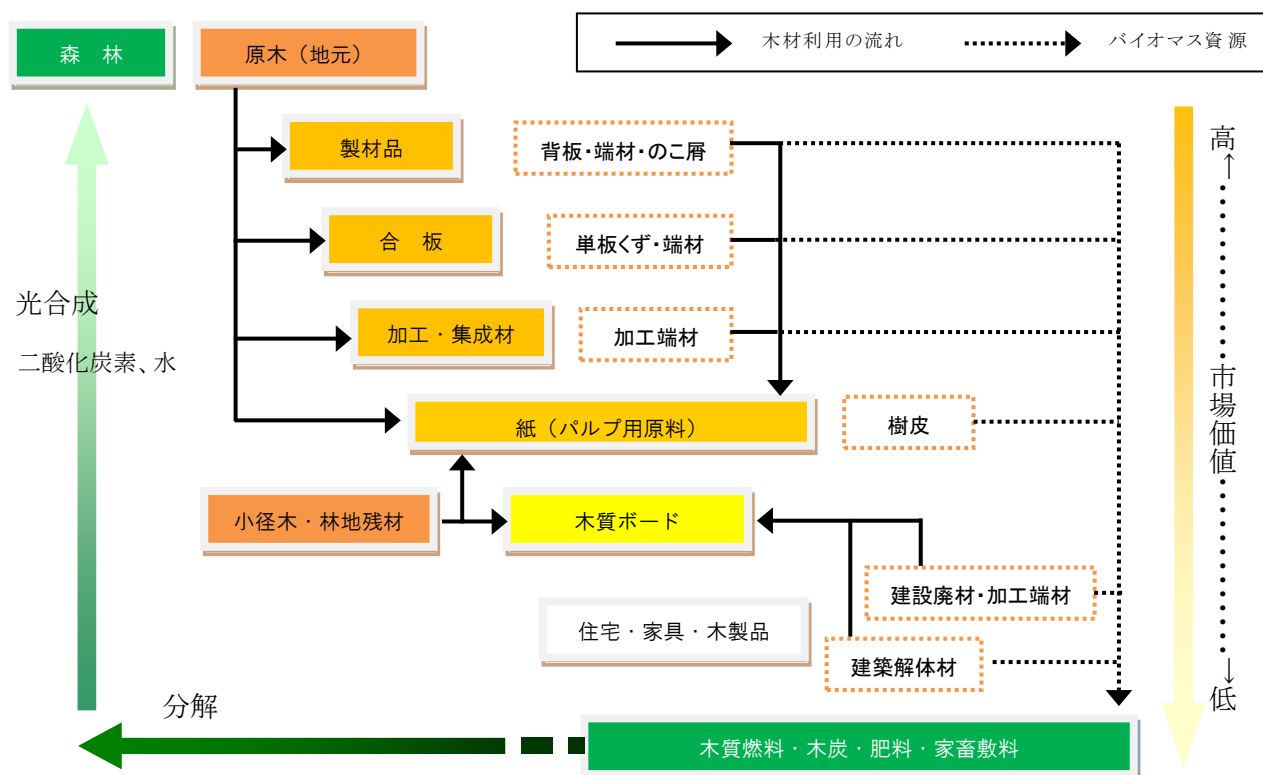 森 林
原木（地元）
木材利用の流れ
バイオマス資源
製材品
背板・端材・のこ屑
高←・・・・・・・市場価値・・・・・・・→低
合 板
単板くず・端材
光合成
二酸化炭素、水
加工・集成材
加工端材
紙（パルプ用原料）
樹皮
小径木・林地残材
木質ボード
建設廃材・加工端材
住宅・家具・木製品
建築解体材
分解
木質燃料・木炭・肥料・家畜敷料